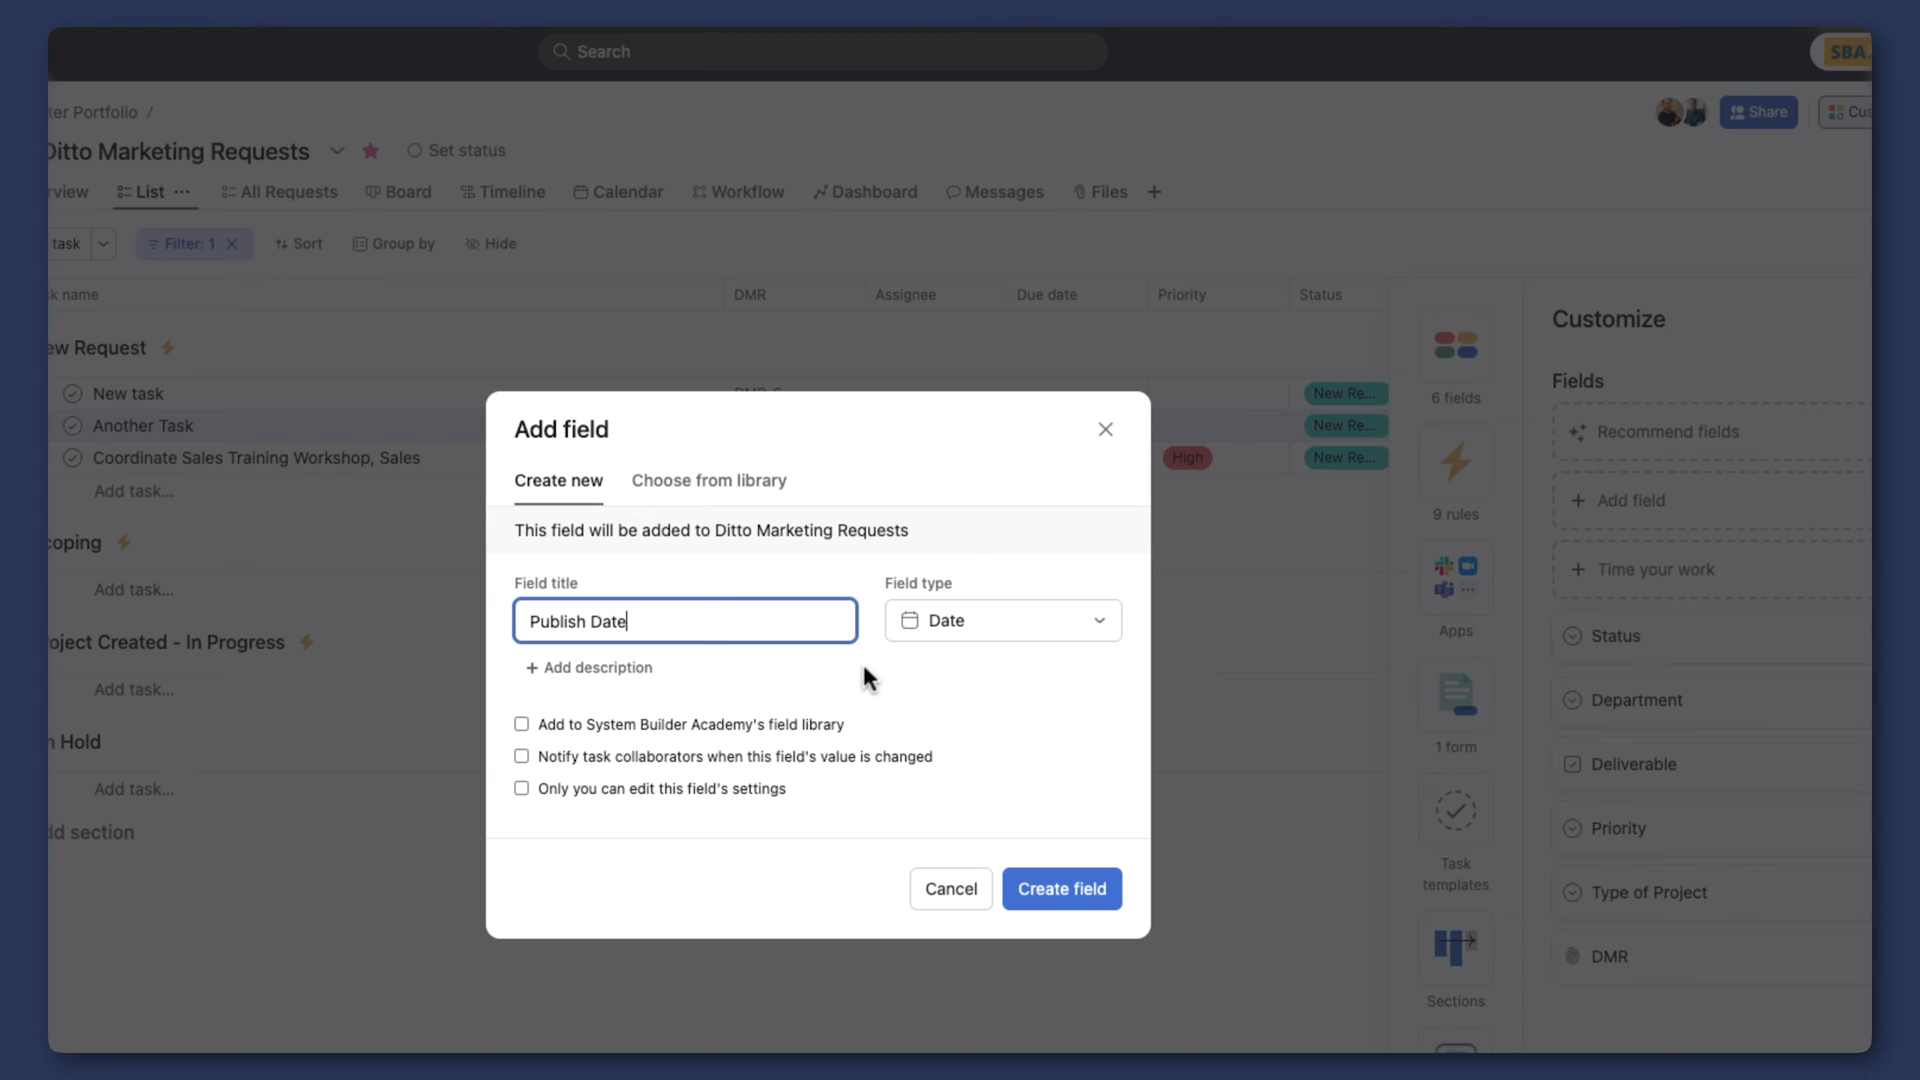 Search
SBA
ter Portfolio /
Share
Cus
Ditto Marketing Requests
Set status
rview
List
All Requests
Board
Timeline
Calendar
Workflow
Dashboard
Messages
Files
task
Filter: 1
Sort
Group by
Hide
k name
DMR
Assignee
Due date
Priority
Status
ew Request
New task
New Re...
Another Task
New Re...
Coordinate Sales Training Workshop, Sales
High
New Re...
Add task...
coping
Add task...
oject Created - In Progress
Add task...
n Hold
Add task...
dd section
Add field
Create new
Choose from library
This field will be added to Ditto Marketing Requests
Field title
Field type
Publish Date
Date
+ Add description
Add to System Builder Academy's field library
Notify task collaborators when this field's value is changed
Only you can edit this field's settings
Cancel
Create field
6 fields
9 rules
Apps
1 form
Task
templates
Sections
Customize
Fields
Recommend fields
+ Add field
+ Time your work
Status
Department
Deliverable
Priority
Type of Project
DMR